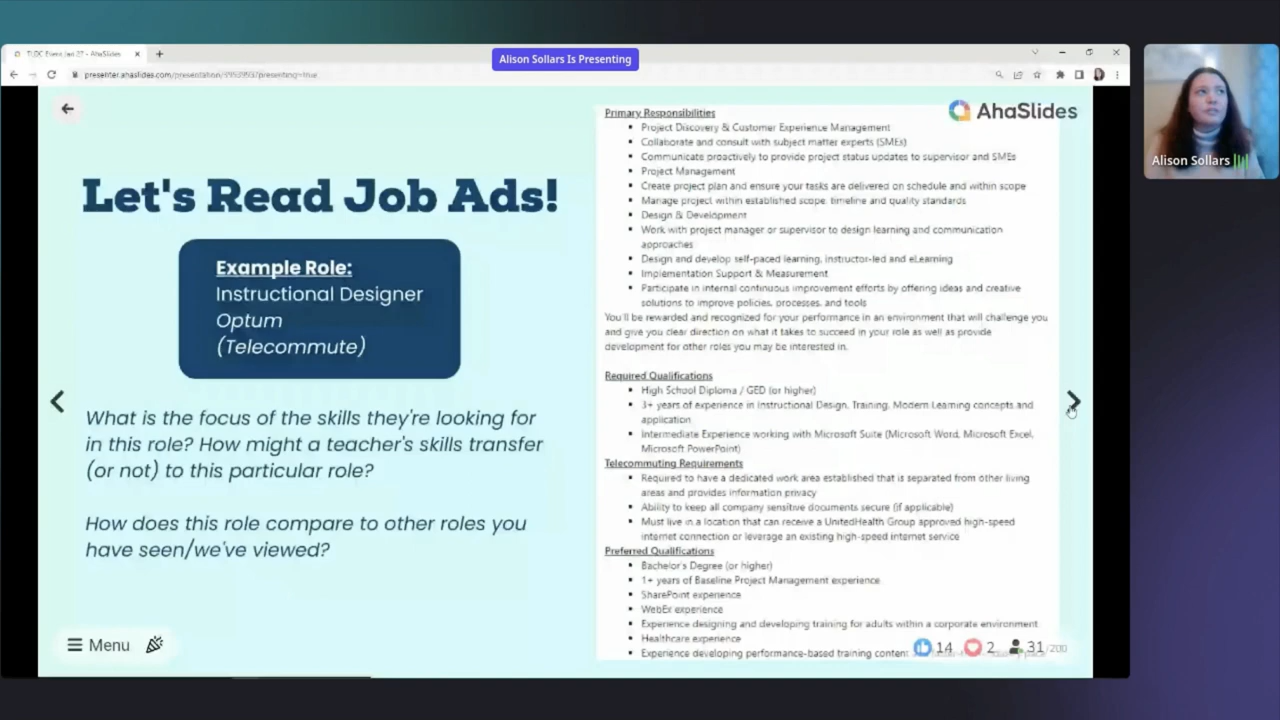 TLDC Event Jan 27 - AhaSlides
Alison Sollars Is Presenting
AhaSlides
Let's Read Job Ads!
Example Role:
Instructional Designer
Optum
(Telecommute)
What is the focus of the skills they're looking for
in this role? How might a teacher's skills transfer
(or not) to this particular role?
How does this role compare to other roles you
have seen/we've viewed?
Menu
Primary Responsibilities
Project Discovery & Customer Experience Management
Collaborate and consult with subject matter experts (SMEs)
Communicate proactively to provide project status updates to supervisor and SMEs
Project Management
Create project plan and ensure your tasks are delivered on schedule and within scope
Manage project within established scope, timeline and quality standards
Design & Development
Work with project manager or supervisor to design learning and communication
approaches
Design and develop self-paced learning, instructor-led and eLearning
Implementation Support & Measurement
Participate in internal continuous improvement efforts by offering ideas and creative
solutions to improve policies, processes, and tools
You'll be rewarded and recognized for your performance in an environment that will challenge you
and give you clear direction on what it takes to succeed in your role as well as provide
development for other roles you may be interested in.
Required Qualifications
High School Diploma / GED (or higher)
3+ years of experience in Instructional Design, Training, Modern Learning concepts and
application
Intermediate Experience working with Microsoft Suite (Microsoft Word, Microsoft Excel,
Microsoft PowerPoint)
Telecommuting Requirements
Required to have a dedicated work area established that is separated from other living
areas and provides information privacy
Ability to keep all company sensitive documents secure (if applicable)
Must live in a location that can receive a UnitedHealth Group approved high-speed
internet connection or leverage an existing high-speed internet service
Preferred Qualifications
Bachelor's Degree (or higher)
1+ years of Baseline Project Management experience
SharePoint experience
WebEx experience
Experience designing and developing training for adults within a corporate environment
Healthcare experience
Experience developing performance-based training content
14 2 31/200
Alison Sollars